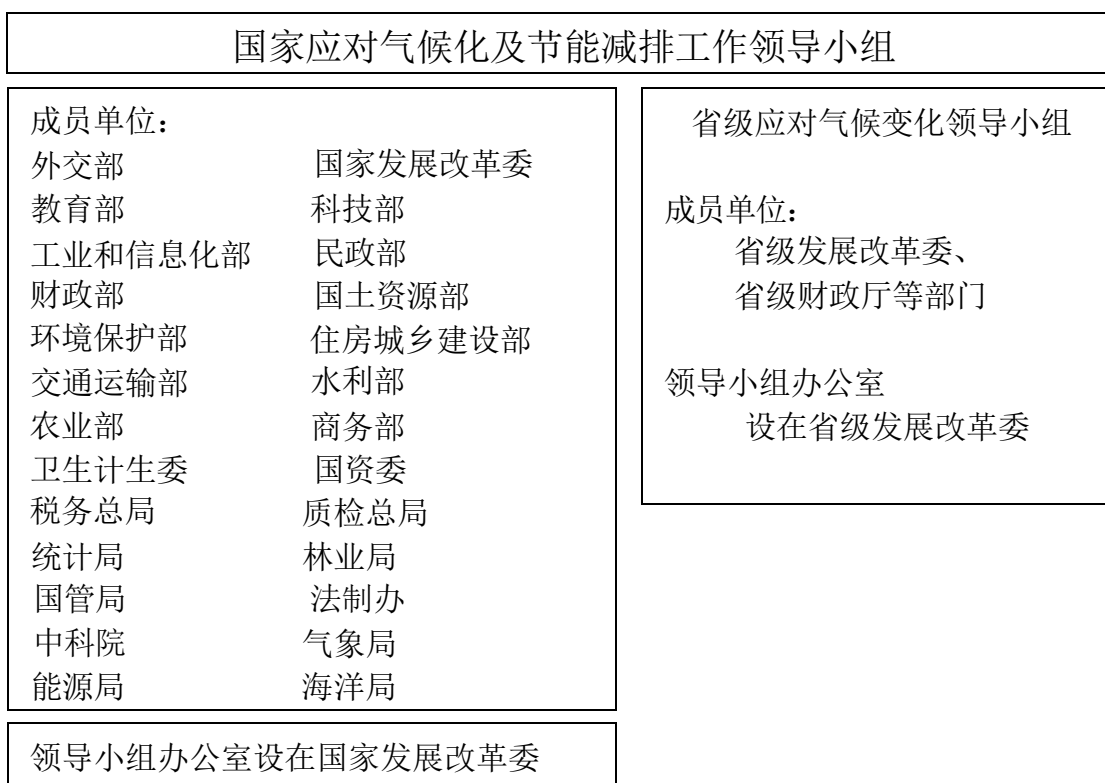 国家应对气候化及节能减排工作领导小组
成员单位：
外交部 国家发展改革委
教育部 科技部
工业和信息化部 民政部
财政部 国土资源部
环境保护部 住房城乡建设部
交通运输部 水利部
农业部 商务部
卫生计生委 国资委
税务总局 质检总局
统计局 林业局
国管局 法制办
中科院 气象局
能源局 海洋局
领导小组办公室设在国家发展改革委
省级应对气候变化领导小组
成员单位：
省级发展改革委、
省级财政厅等部门
领导小组办公室
设在省级发展改革委